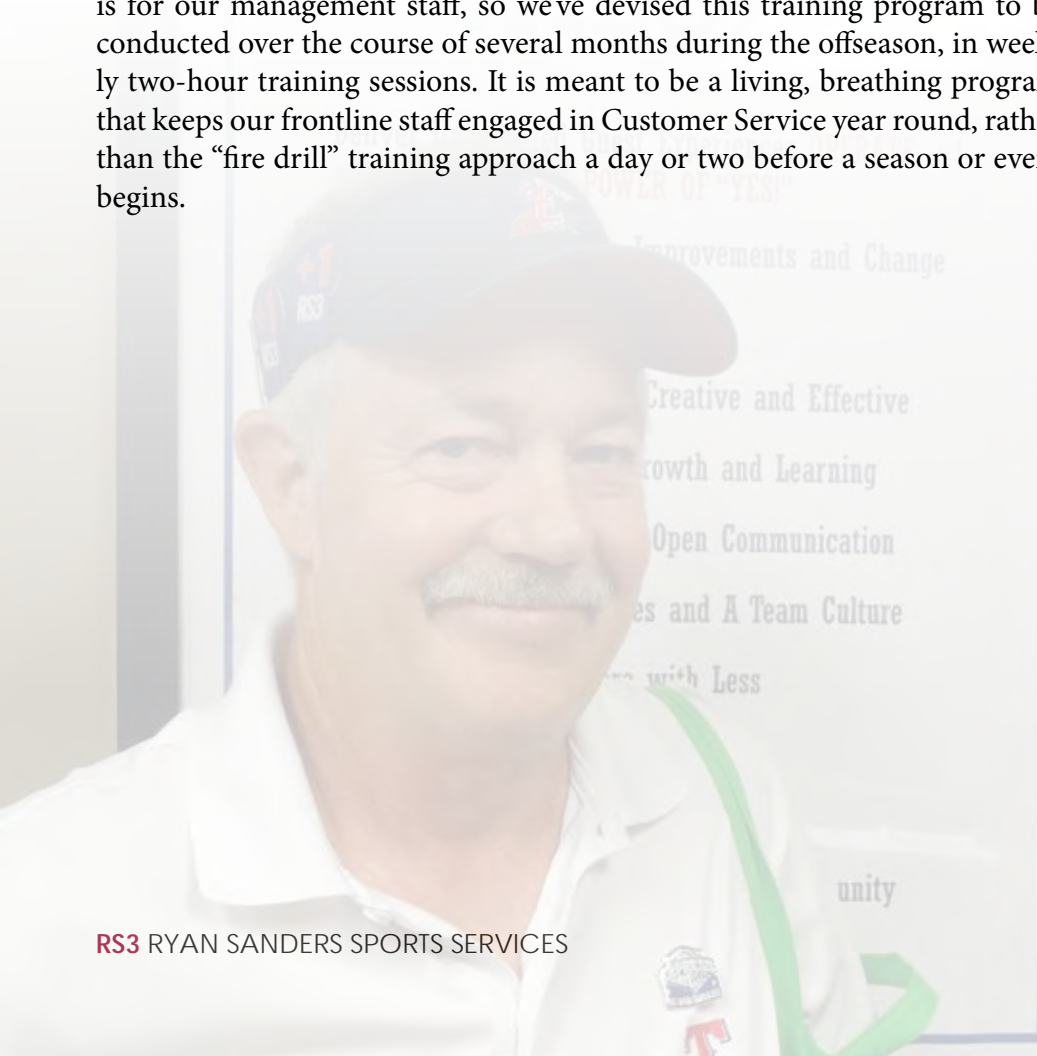 is for our management staff, so we've devised this training program to b
conducted over the course of several months during the offseason, in week
ly two-hour training sessions. It is meant to be a living, breathing progra
that keeps our frontline staff engaged in Customer Service year round, rath
than the “fire drill” training approach a day or two before a season or eve
begins.
POWER OF “YES!”
Improvements and Change
+1
RS3
Creative and Effective
rowth and Learning
Open Communication
es and A Team Culture
with Less
unity
RS3 RYAN SANDERS SPORTS SERVICES
T